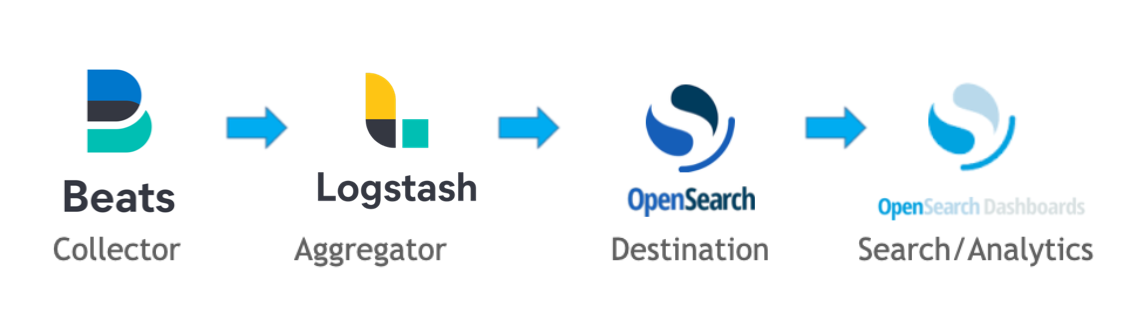 Beats
Logstash
OpenSearch
OpenSearch Dashboards
Collector
Aggregator
Destination
Search/Analytics